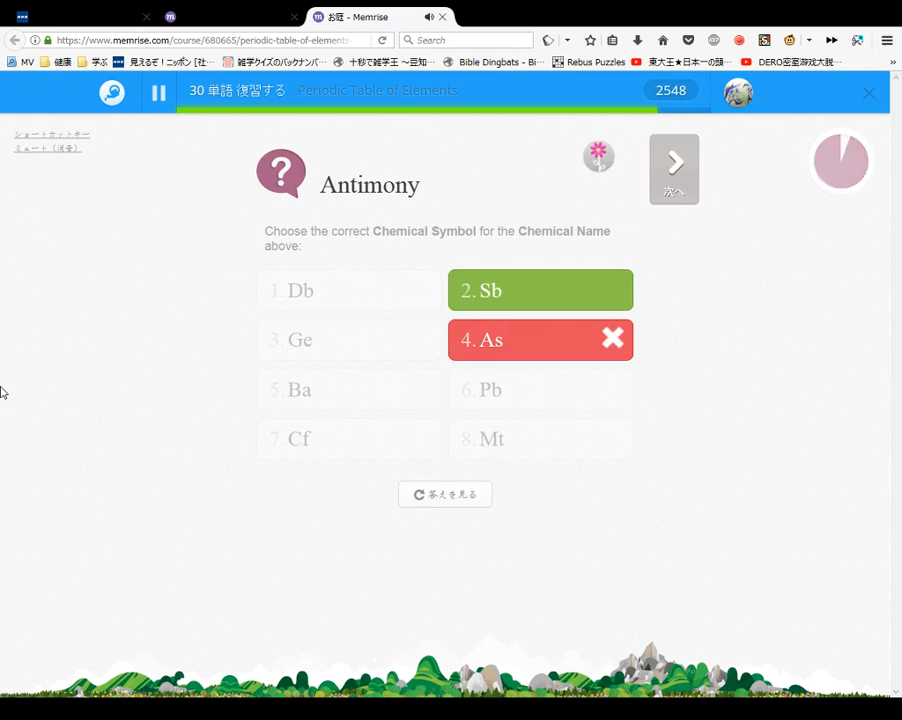 お庭 - Memrise
https://www.memrise.com/course/680665/periodic-table-of-elements
Search
MV 健康 学ぶ 見えるぞ！ニッポン [社… 雑学クイズのバックナンバ… 十秒で雑学王 ～豆知… Bible Dingbats - Bi… Rebus Puzzles 東大王★日本一の頭… DERO密室游戏大脱… »
30 単語 復習する Periodic Table of Elements 2548
ショートカットキー
ミュート（消音）
?
Antimony
次へ
Choose the correct Chemical Symbol for the Chemical Name
above:
1. Db
2. Sb
3. Ge
4. As
5. Ba
6. Pb
7. Cf
8. Mt
答えを見る